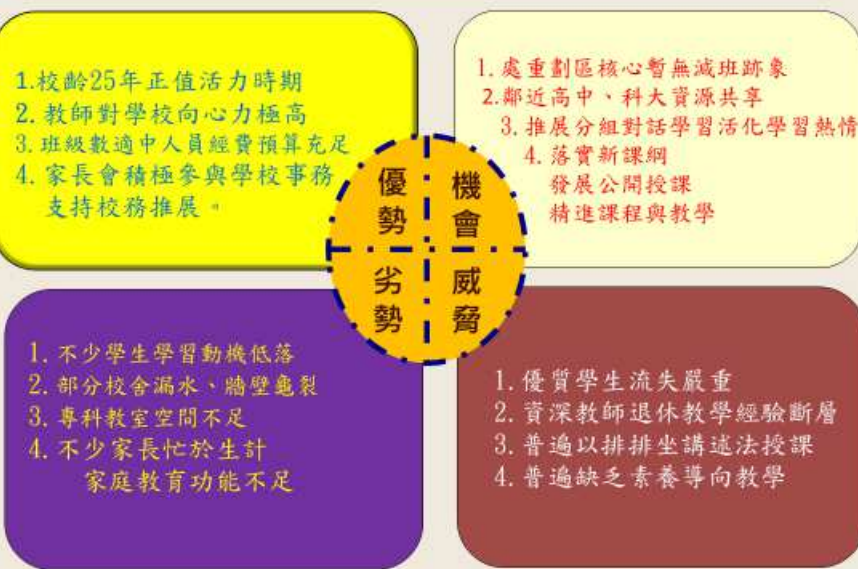 1.校齡25年正值活力時期
2. 教師對學校向心力極高
3. 班級數適中人員經費預算充足
4. 家長會積極參與學校事務
支持校務推展。
1. 處重劃區核心暫無減班跡象
2.鄰近高中、科大資源共享
3. 推展分組對話學習活化學習熱情
4. 落實新課綱
發展公開授課
精進課程與教學
優勢
機會
劣勢
威脅
1. 不少學生學習動機低落
2. 部分校舍漏水、牆壁龜裂
3. 專科教室空間不足
4. 不少家長忙於生計
家庭教育功能不足
1. 優質學生流失嚴重
2. 資深教師退休教學經驗斷層
3. 普遍以排排坐講述法授課
4. 普遍缺乏素養導向教學